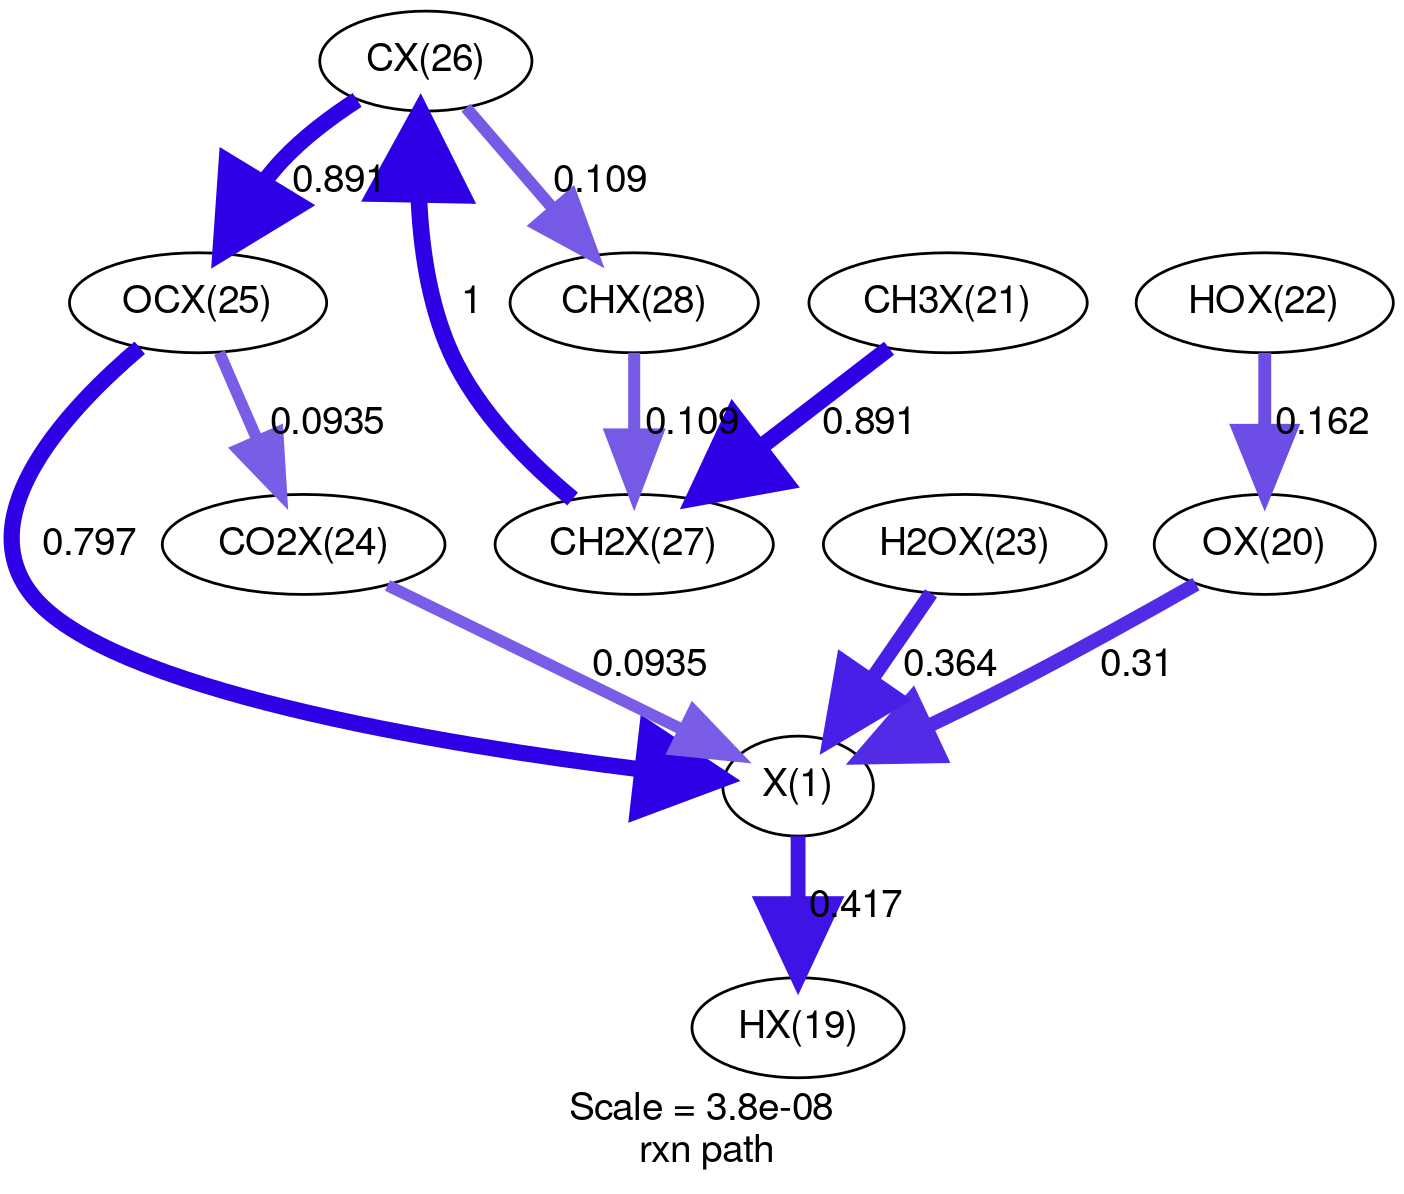 CX(26)
0.891
0.109
OCX(25)
1
CHX(28)
CH3X(21)
HOX(22)
0.0935
0.109
0.891
0.162
0.797
CO2X(24)
CH2X(27)
H2OX(23)
OX(20)
0.0935
0.364
0.31
X(1)
0.417
HX(19)
Scale = 3.8e-08
rxn path